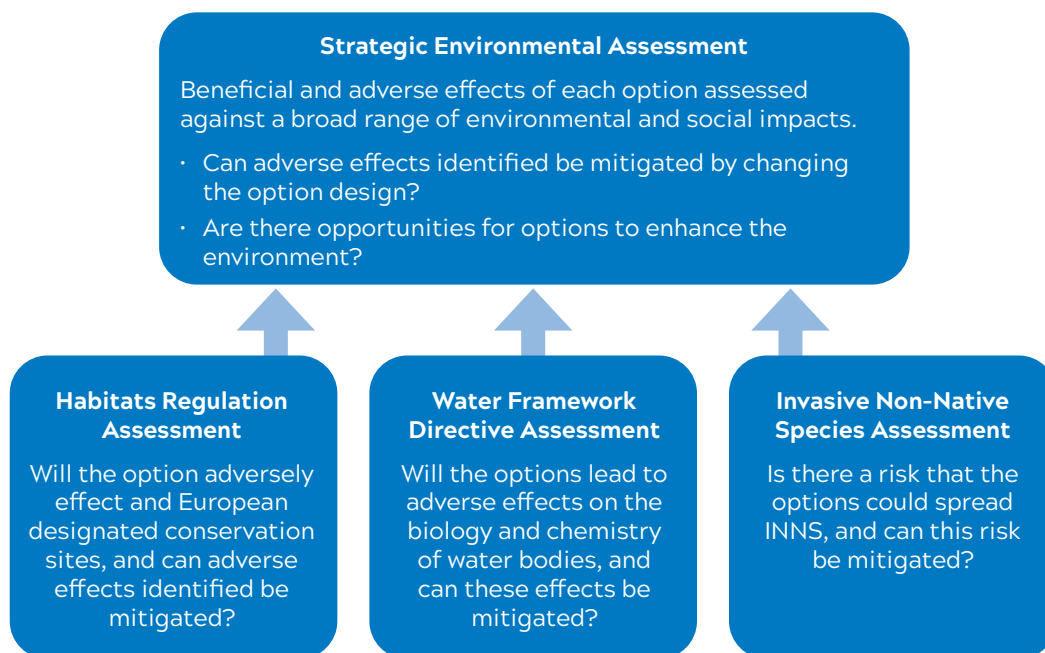 Strategic Environmental Assessment
Beneficial and adverse effects of each option assessed
against a broad range of environmental and social impacts.
· Can adverse effects identified be mitigated by changing
the option design?
· Are there opportunities for options to enhance the
environment?
Habitats Regulation
Assessment
Will the option adversely
effect and European
designated conservation
sites, and can adverse
effects identified be
mitigated?
Water Framework
Directive Assessment
Will the options lead to
adverse effects on the
biology and chemistry
of water bodies, and
can these effects be
mitigated?
Invasive Non-Native
Species Assessment
Is there a risk that the
options could spread
INNS, and can this risk
be mitigated?